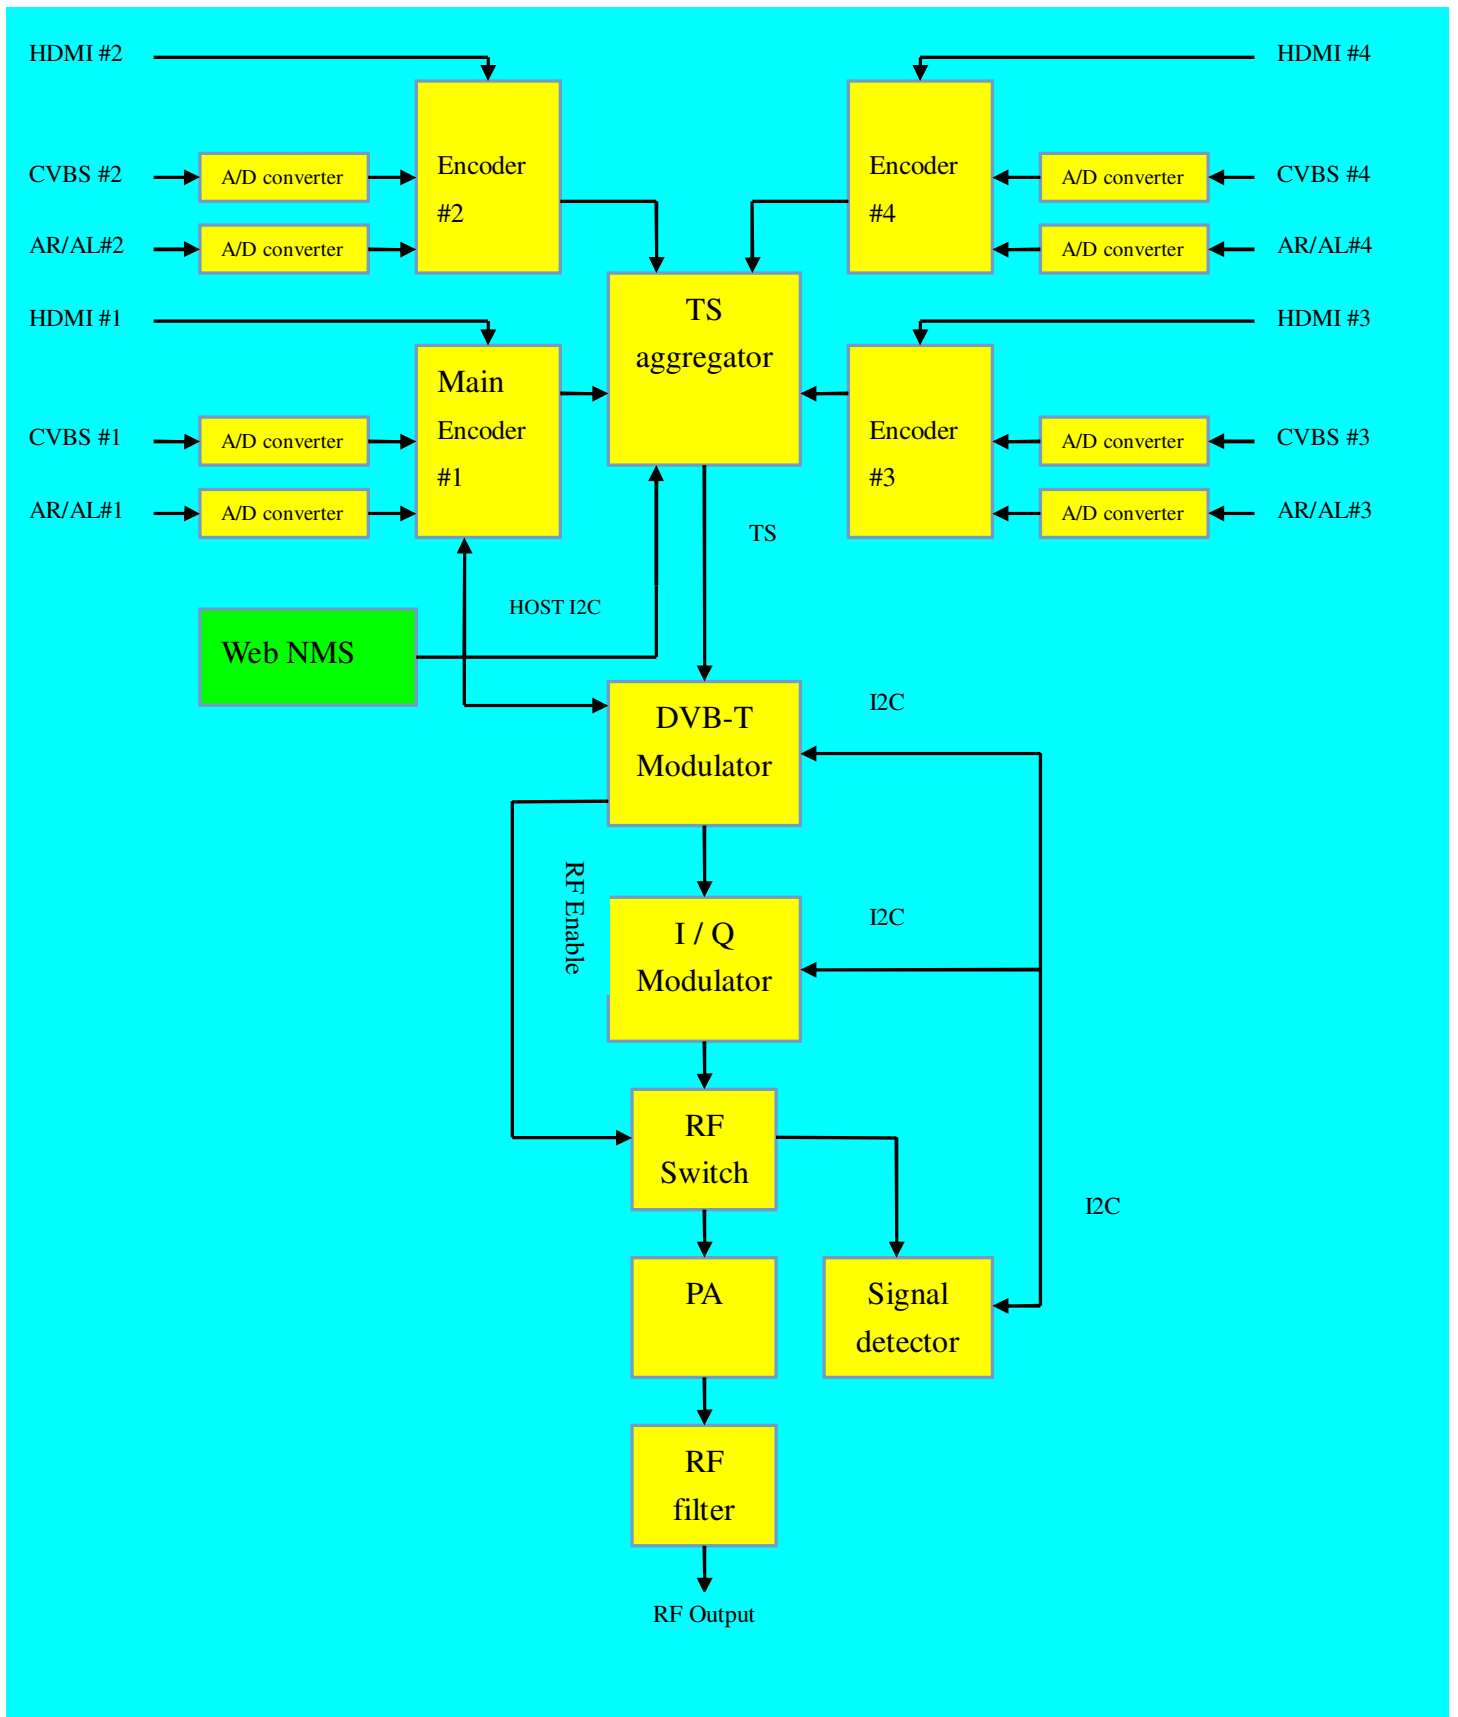 HDMI #2
HDMI #4
Encoder
#2
Encoder
#4
CVBS #2
A/D converter
A/D converter
CVBS #4
AR/AL#2
A/D converter
A/D converter
AR/AL#4
HDMI #1
TS
aggregator
HDMI #3
Main
Encoder
#1
Encoder
#3
CVBS #1
A/D converter
A/D converter
CVBS #3
AR/AL#1
A/D converter
A/D converter
AR/AL#3
TS
HOST I2C
Web NMS
DVB-T
Modulator
I2C
RF Enable
I / Q
Modulator
I2C
RF
Switch
I2C
PA
Signal
detector
RF
filter
RF Output